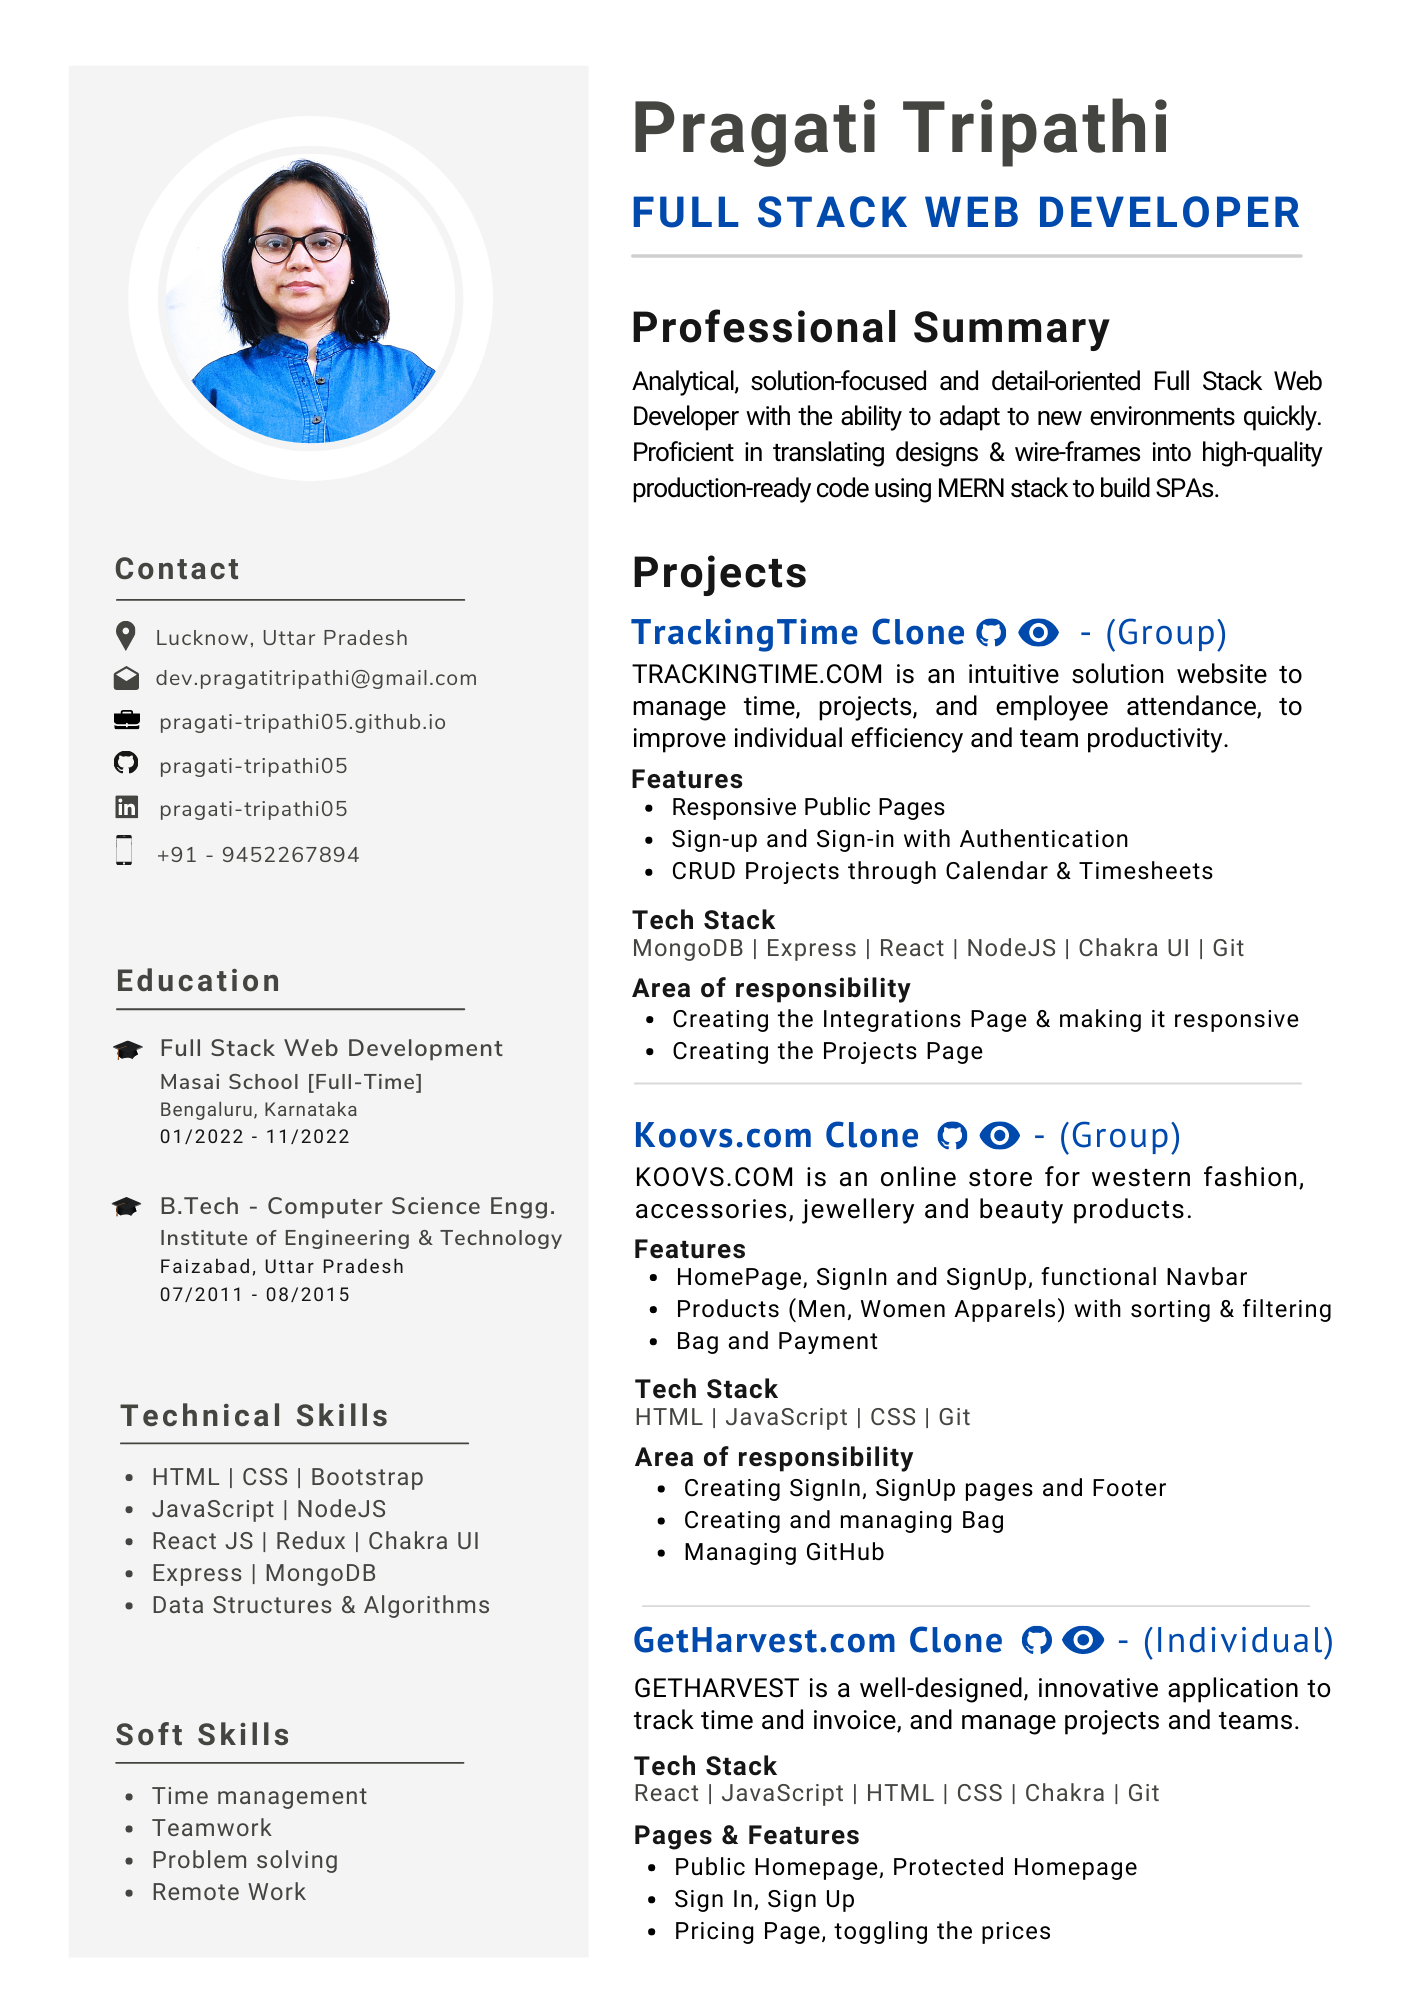 Pragati Tripathi
FULL STACK WEB DEVELOPER
Contact
Lucknow, Uttar Pradesh
dev.pragatitripathi@gmail.com
pragati-tripathi05.github.io
pragati-tripathi05
in pragati-tripathi05
+91 - 9452267894
Education
Full Stack Web Development
Masai School [Full-Time]
Bengaluru, Karnataka
01/2022 - 11/2022
B.Tech - Computer Science Engg.
Institute of Engineering & Technology
Faizabad, Uttar Pradesh
07/2011 - 08/2015
Technical Skills
• HTML | CSS | Bootstrap
• JavaScript | NodeJS
• React JS | Redux | Chakra UI
• Express | MongoDB
• Data Structures & Algorithms
Soft Skills
• Time management
• Teamwork
• Problem solving
• Remote Work
Professional Summary
Analytical, solution-focused and detail-oriented Full Stack Web
Developer with the ability to adapt to new environments quickly.
Proficient in translating designs & wire-frames into high-quality
production-ready code using MERN stack to build SPAs.
Projects
TrackingTime Clone - (Group)
TRACKINGTIME.COM is an intuitive solution website to
manage time, projects, and employee attendance, to
improve individual efficiency and team productivity.
Features
• Responsive Public Pages
• Sign-up and Sign-in with Authentication
• CRUD Projects through Calendar & Timesheets
Tech Stack
MongoDB | Express | React | NodeJS | Chakra UI | Git
Area of responsibility
• Creating the Integrations Page & making it responsive
• Creating the Projects Page
Koovs.com Clone - (Group)
KOOVS.COM is an online store for western fashion,
accessories, jewellery and beauty products.
Features
• HomePage, SignIn and SignUp, functional Navbar
• Products (Men, Women Apparels) with sorting & filtering
• Bag and Payment
Tech Stack
HTML | JavaScript | CSS | Git
Area of responsibility
• Creating SignIn, SignUp pages and Footer
• Creating and managing Bag
• Managing GitHub
GetHarvest.com Clone - (Individual)
GETHARVEST is a well-designed, innovative application to
track time and invoice, and manage projects and teams.
Tech Stack
React | JavaScript | HTML | CSS | Chakra | Git
Pages & Features
• Public Homepage, Protected Homepage
• Sign In, Sign Up
• Pricing Page, toggling the prices